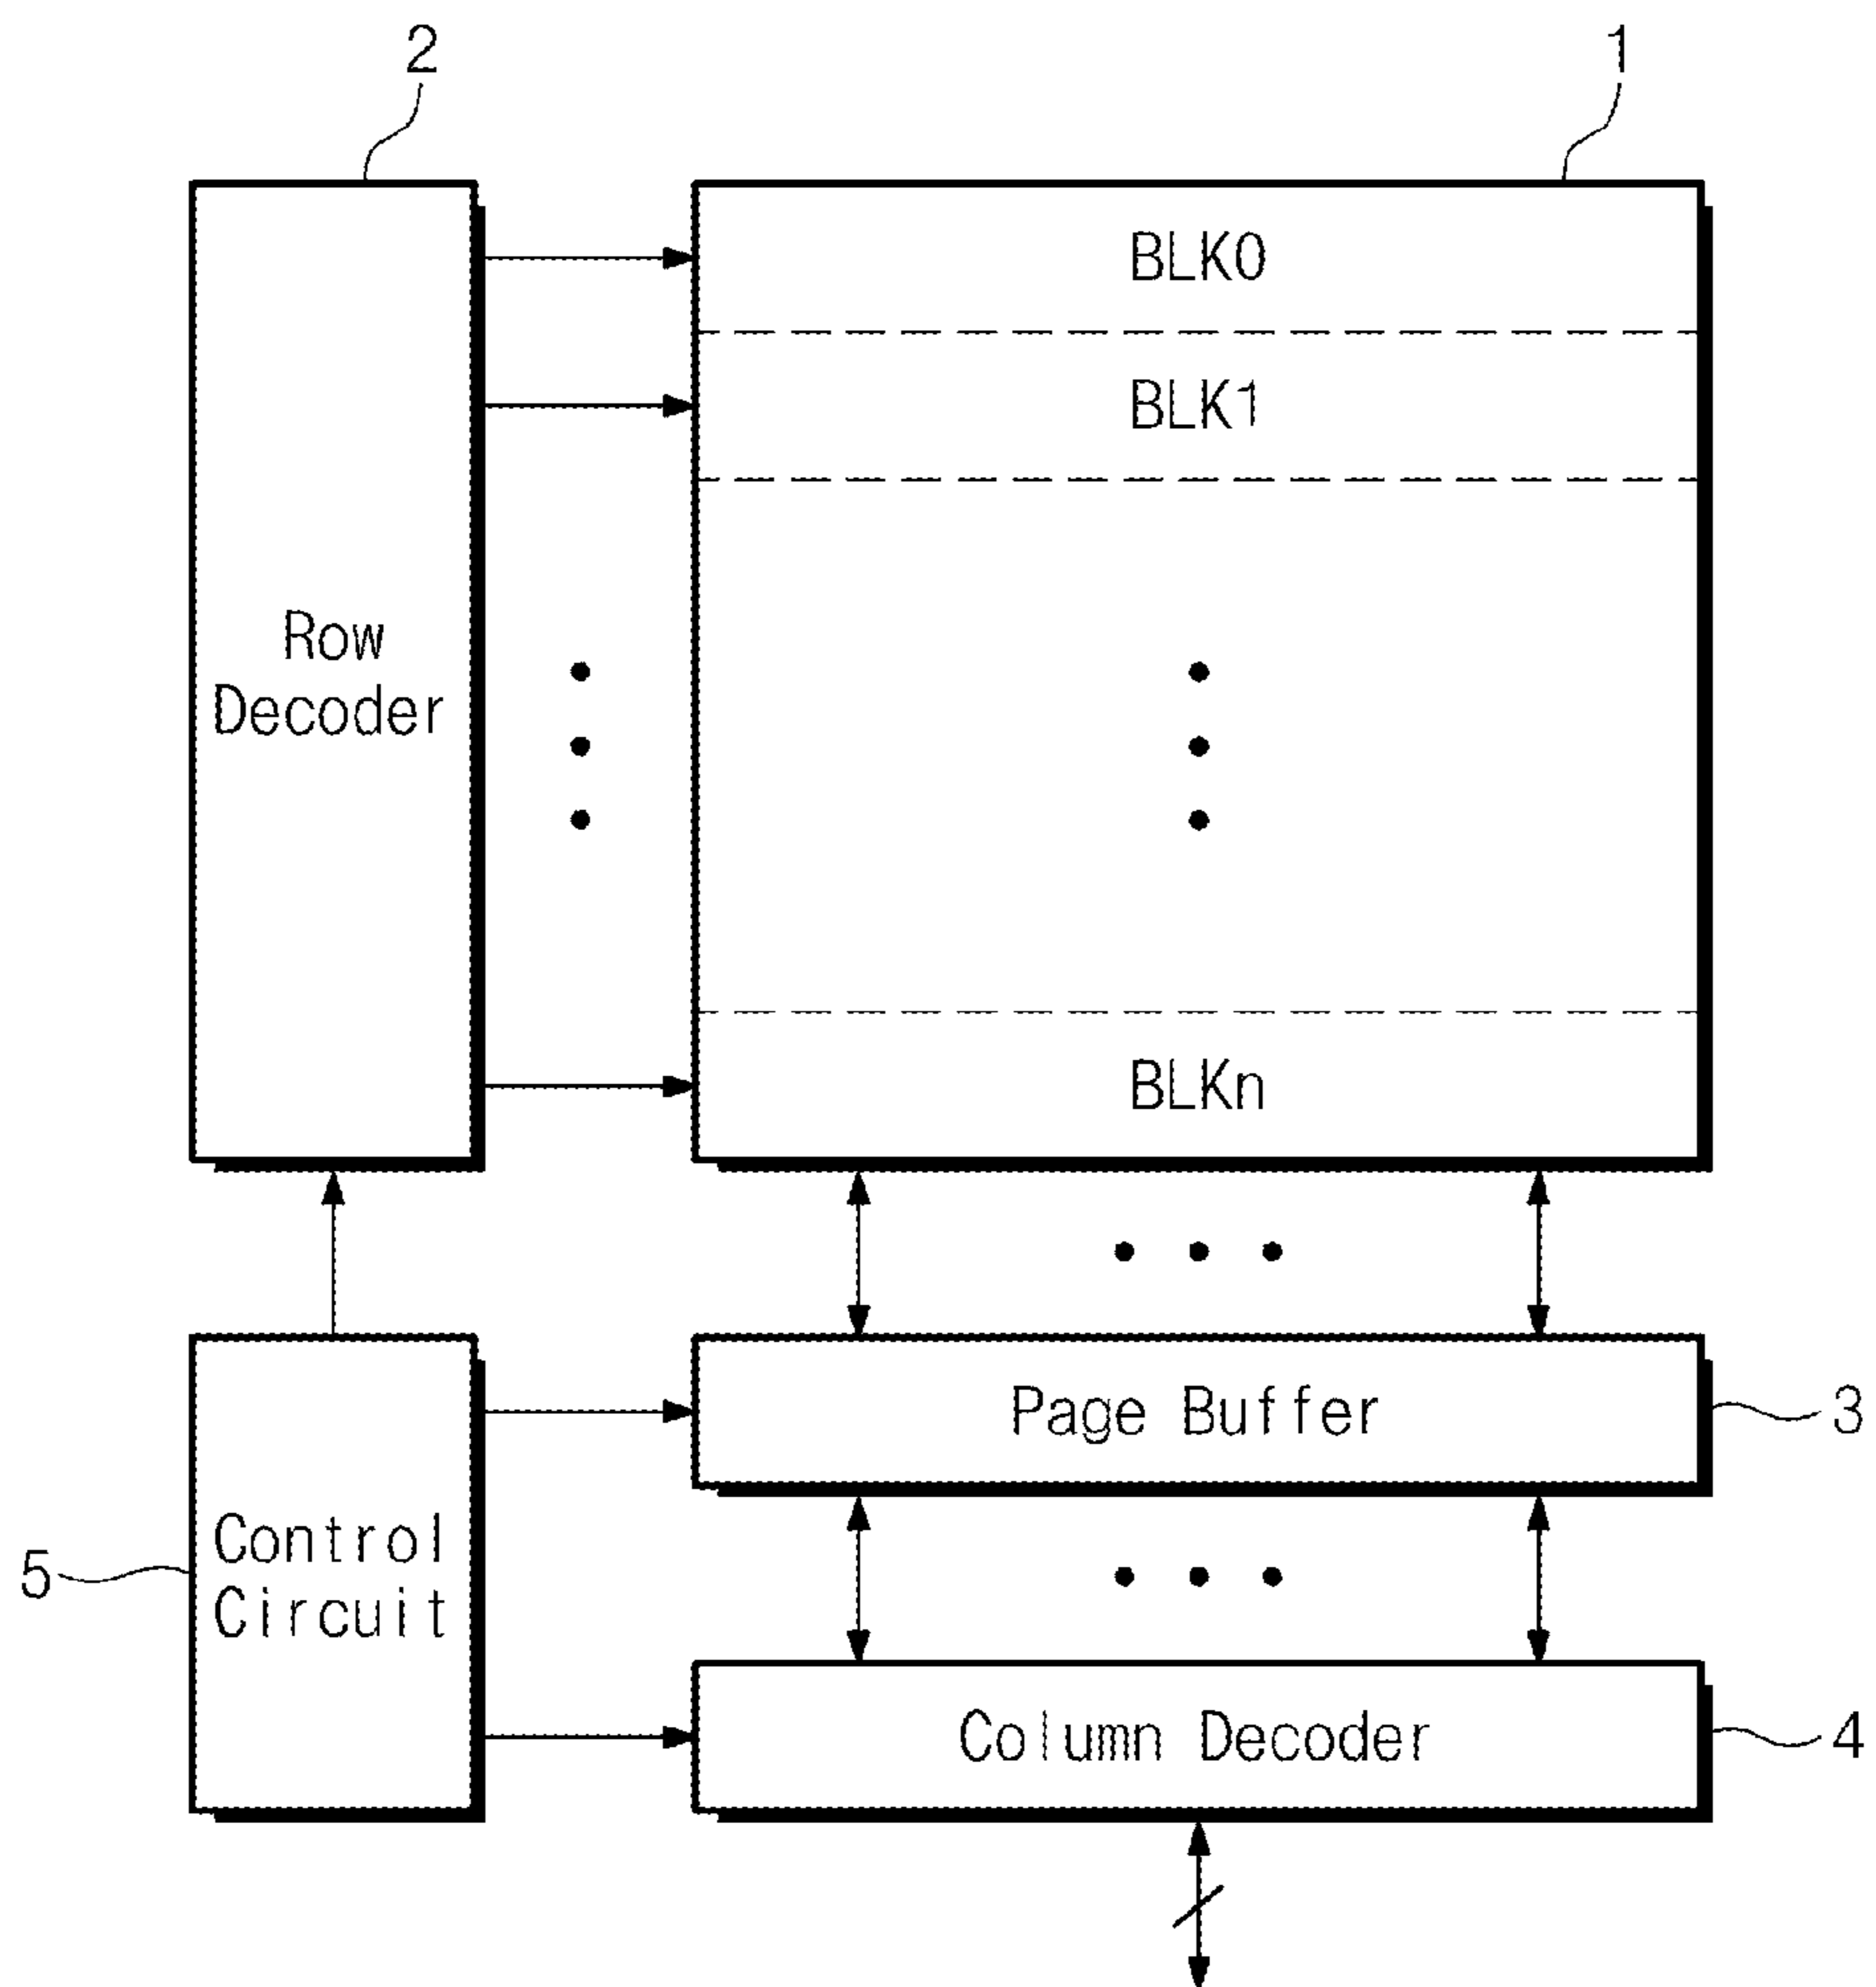 2
1
BLK0
BLK1
Row
Decoder
BLKn
Page Buffer
3
Control
Circuit
5
Column Decoder
4